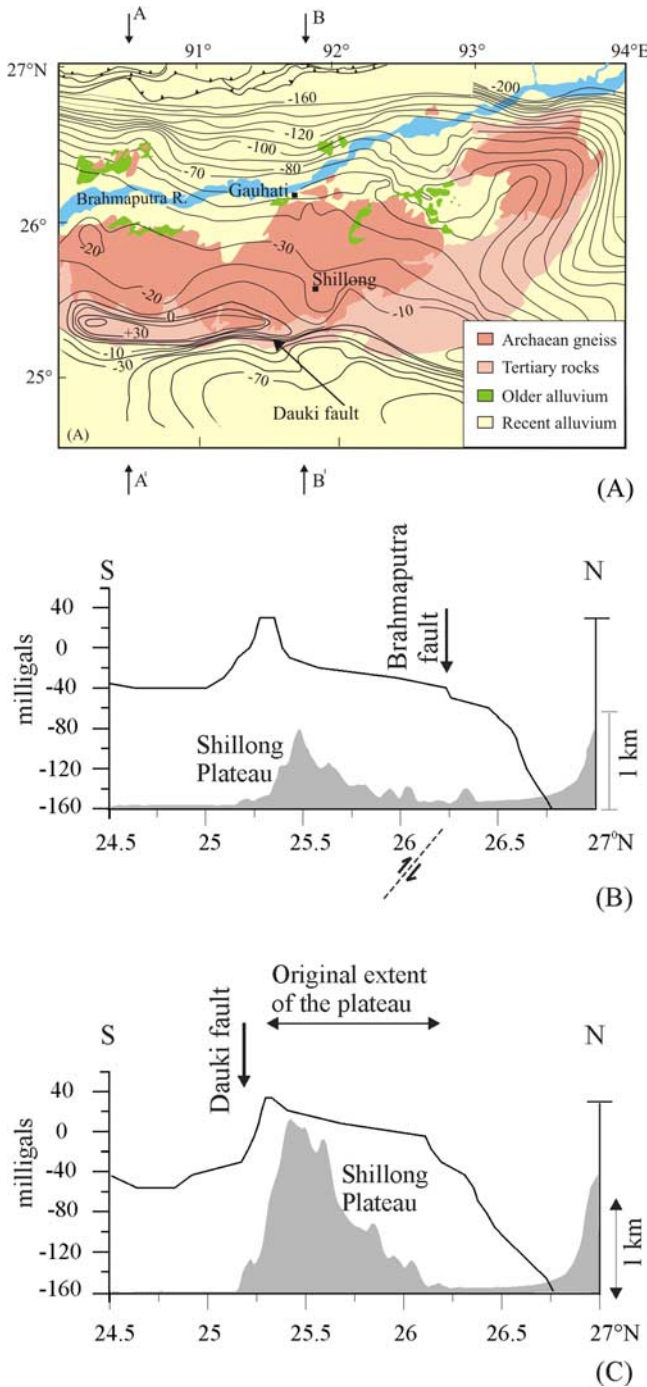 A
B
91°
92°
93°
94°E
27°N
-160
-200
-120
-100
-70
-80
Gauhati
Brahmaputra R.
26°
-20
-30
Shillong
-20
0
-10
+30
-10
-30
25°
-70
Dauki fault
Archaean gneiss
Tertiary rocks
Older alluvium
Recent alluvium
(A)
(A)
A'
B'
S
N
Brahmaputra
fault
milligals
40
0
-40
-80
-120
-160
Shillong
Plateau
1 km
24.5
25
25.5
26
26.5
27°N
(B)
Original extent
of the plateau
S
N
Dauki fault
milligals
40
0
-40
-80
-120
-160
Shillong
Plateau
1 km
24.5
25
25.5
26
26.5
27°N
(C)